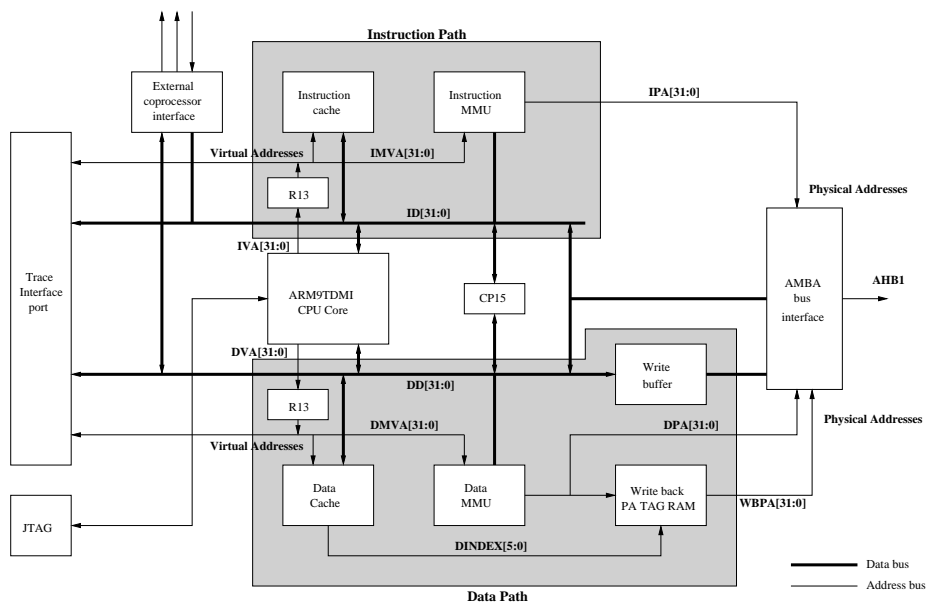 Instruction Path
External
coprocessor
interface
Instruction
cache
Instruction
MMU
IPA[31:0]
Virtual Addresses
IMVA[31:0]
R13
Physical Addresses
ID[31:0]
IVA[31:0]
Trace
Interface
port
ARM9TDMI
CPU Core
CP15
AMBA
bus
interface
AHB1
DVA[31:0]
DD[31:0]
Write
buffer
R13
DMVA[31:0]
DPA[31:0]
Physical Addresses
Virtual Addresses
Data
Cache
Data
MMU
Write back
PA TAG RAM
WBPA[31:0]
JTAG
DINDEX[5:0]
Data bus
Address bus
Data Path